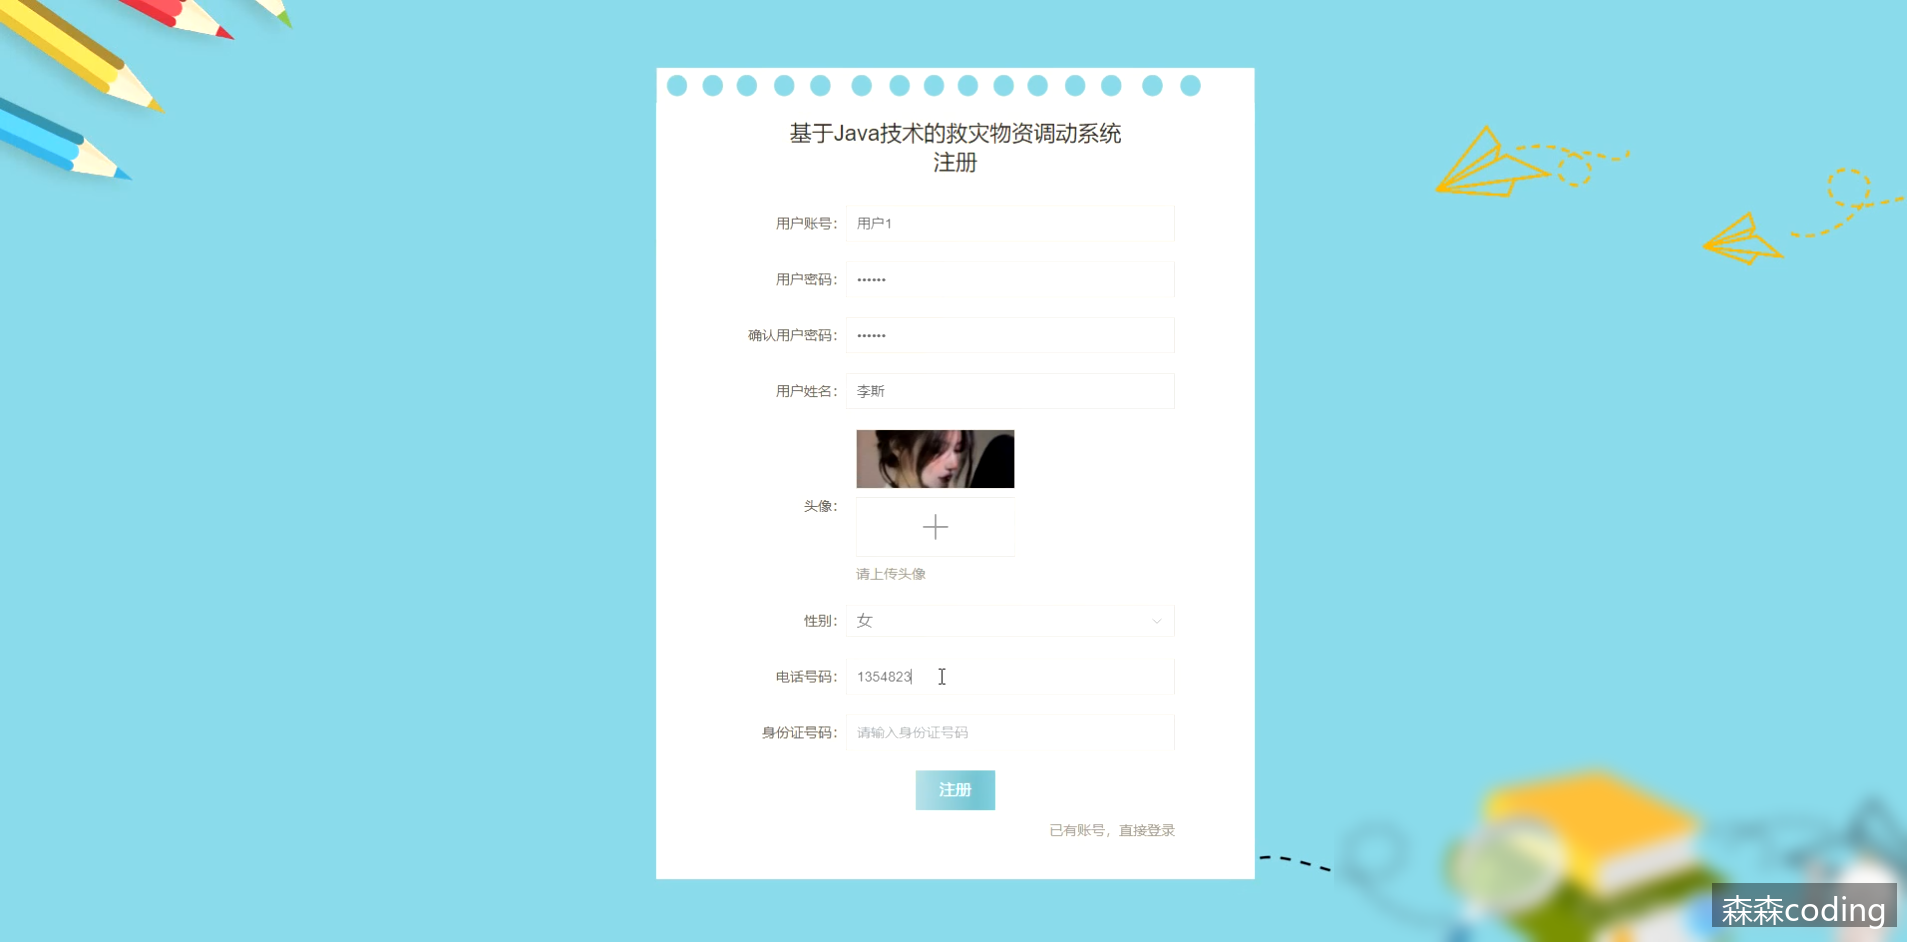 基于Java技术的救灾物资调动系统
注册
用户账号： 用户1
用户密码： ••••••
确认用户密码： ••••••
用户姓名： 李斯
头像：
请上传头像
性别： 女
电话号码： 1354823
身份证号码： 请输入身份证号码
注册
已有账号，直接登录
森森coding